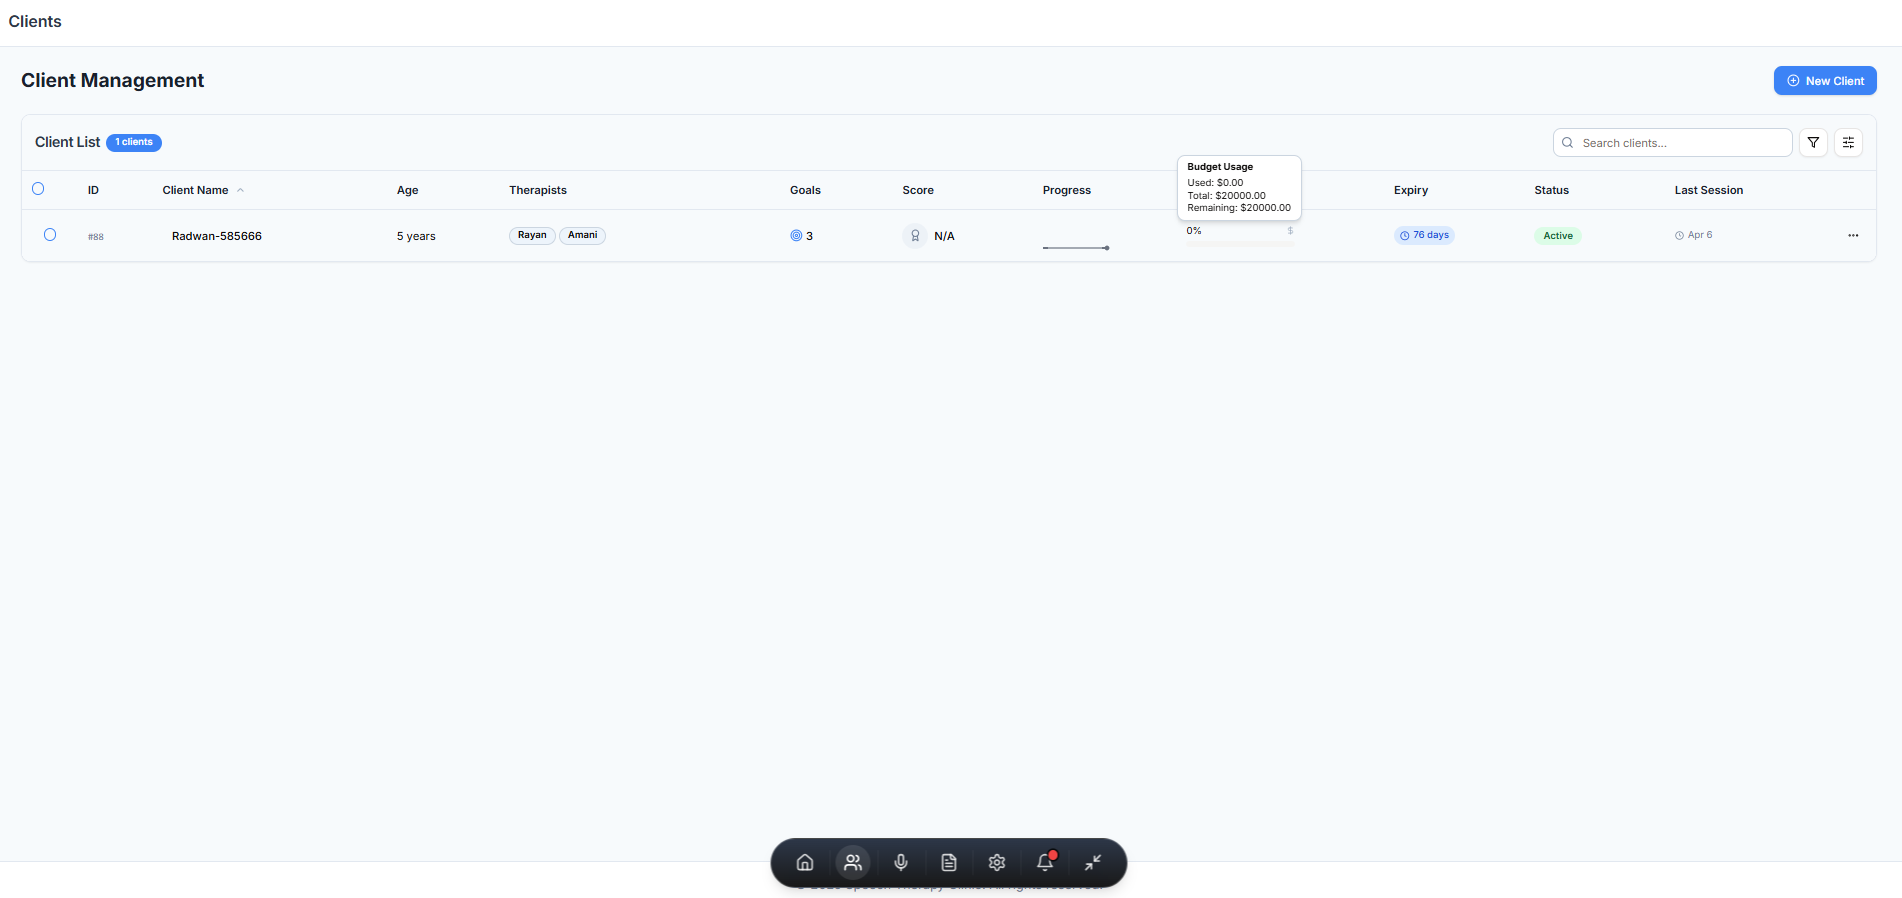 Clients
Client Management
New Client
Client List 1 clients
Search clients...
Budget Usage
Used: $0.00
Total: $20000.00
Remaining: $20000.00
ID Client Name Age Therapists Goals Score Progress Expiry Status Last Session
#88 Radwan-585666 5 years Rayan Amani 3 N/A 0% $ 76 days Active Apr 6